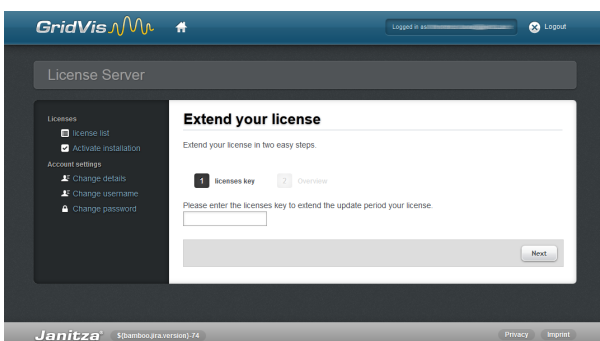 GridVis
Logged in as
Logout
License Server
Licenses
license list
Activate installation
Account settings
Change details
Change username
Change password
Extend your license
Extend your license in two easy steps.
1 licenses key 2 Overview
Please enter the licenses key to extend the update period your license.
Next
Janitza® ${bamboo.jira.version}-74
Privacy Imprint